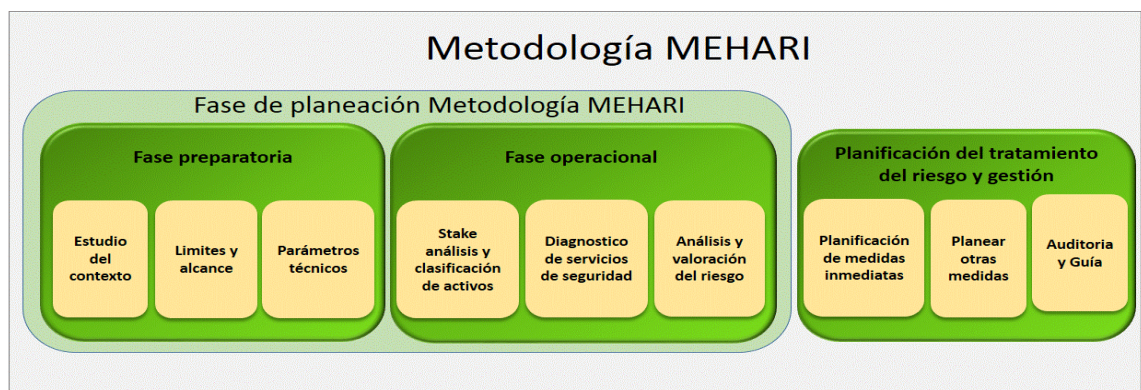 Metodología MEHARI
Fase de planeación Metodología MEHARI
Fase preparatoria
Estudio
del
contexto
Limites y
alcance
Parámetros
técnicos
Fase operacional
Stake
análisis y
clasificación
de activos
Diagnostico
de servicios
de seguridad
Análisis y
valoración
del riesgo
Planificación del tratamiento
del riesgo y gestión
Planificación
de medidas
inmediatas
Planear
otras
medidas
Auditoria
y Guía